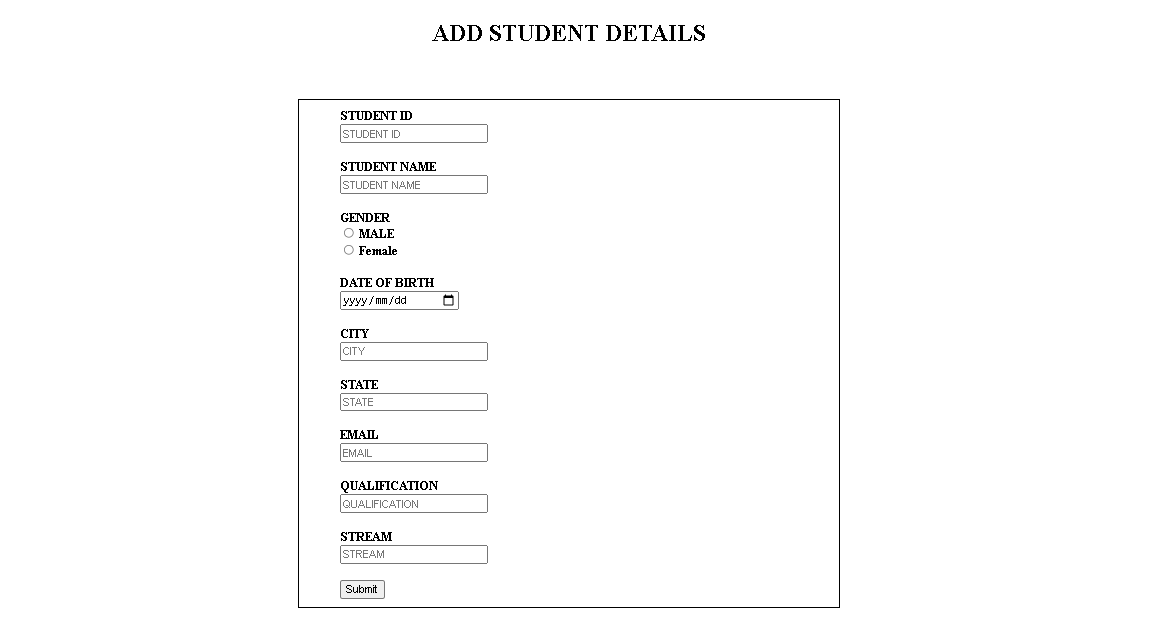 ADD STUDENT DETAILS
STUDENT ID
STUDENT ID
STUDENT NAME
STUDENT NAME
GENDER
MALE
Female
DATE OF BIRTH
yyyy/mm/dd
CITY
CITY
STATE
STATE
EMAIL
EMAIL
QUALIFICATION
QUALIFICATION
STREAM
STREAM
Submit